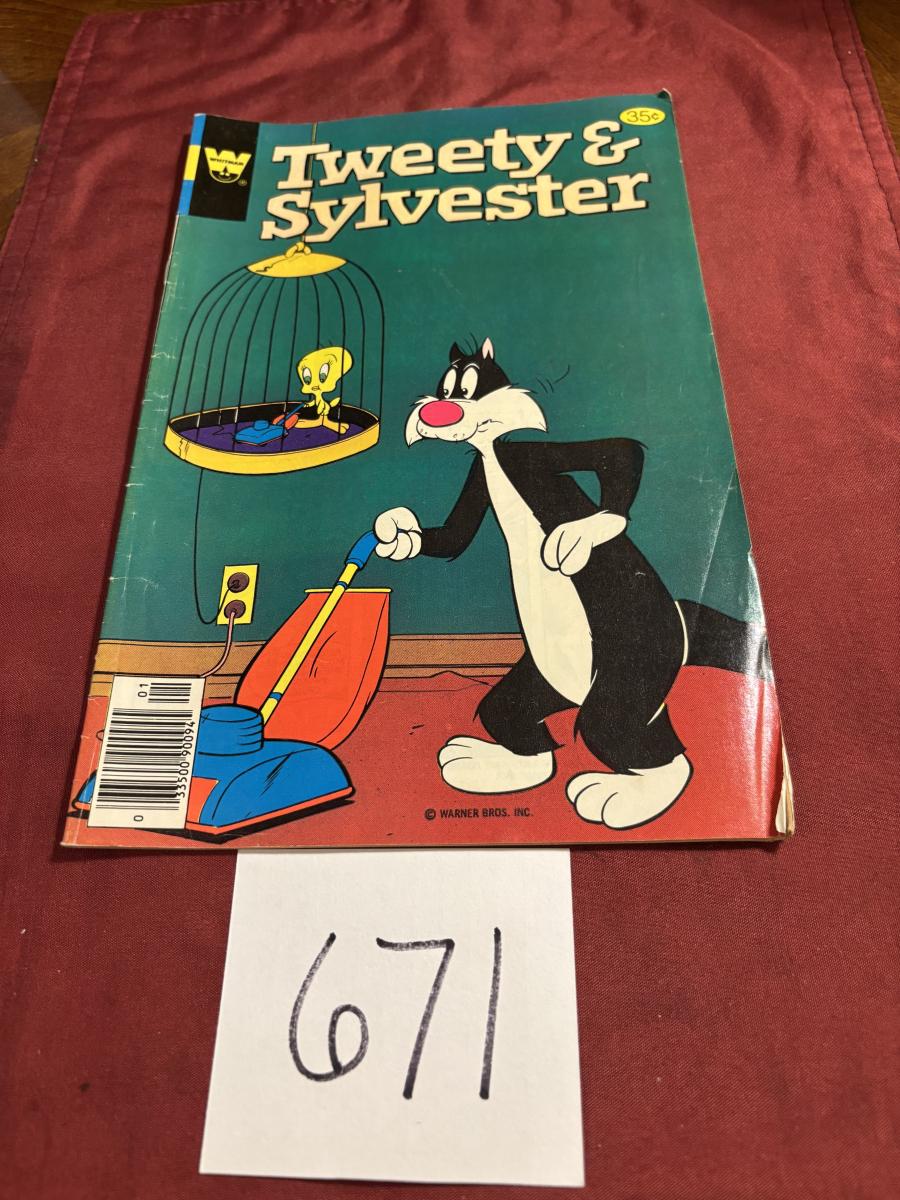 35¢
WHITMAN
®
Tweety &
Sylvester
01
33500 90094
0
© WARNER BROS. INC.
671